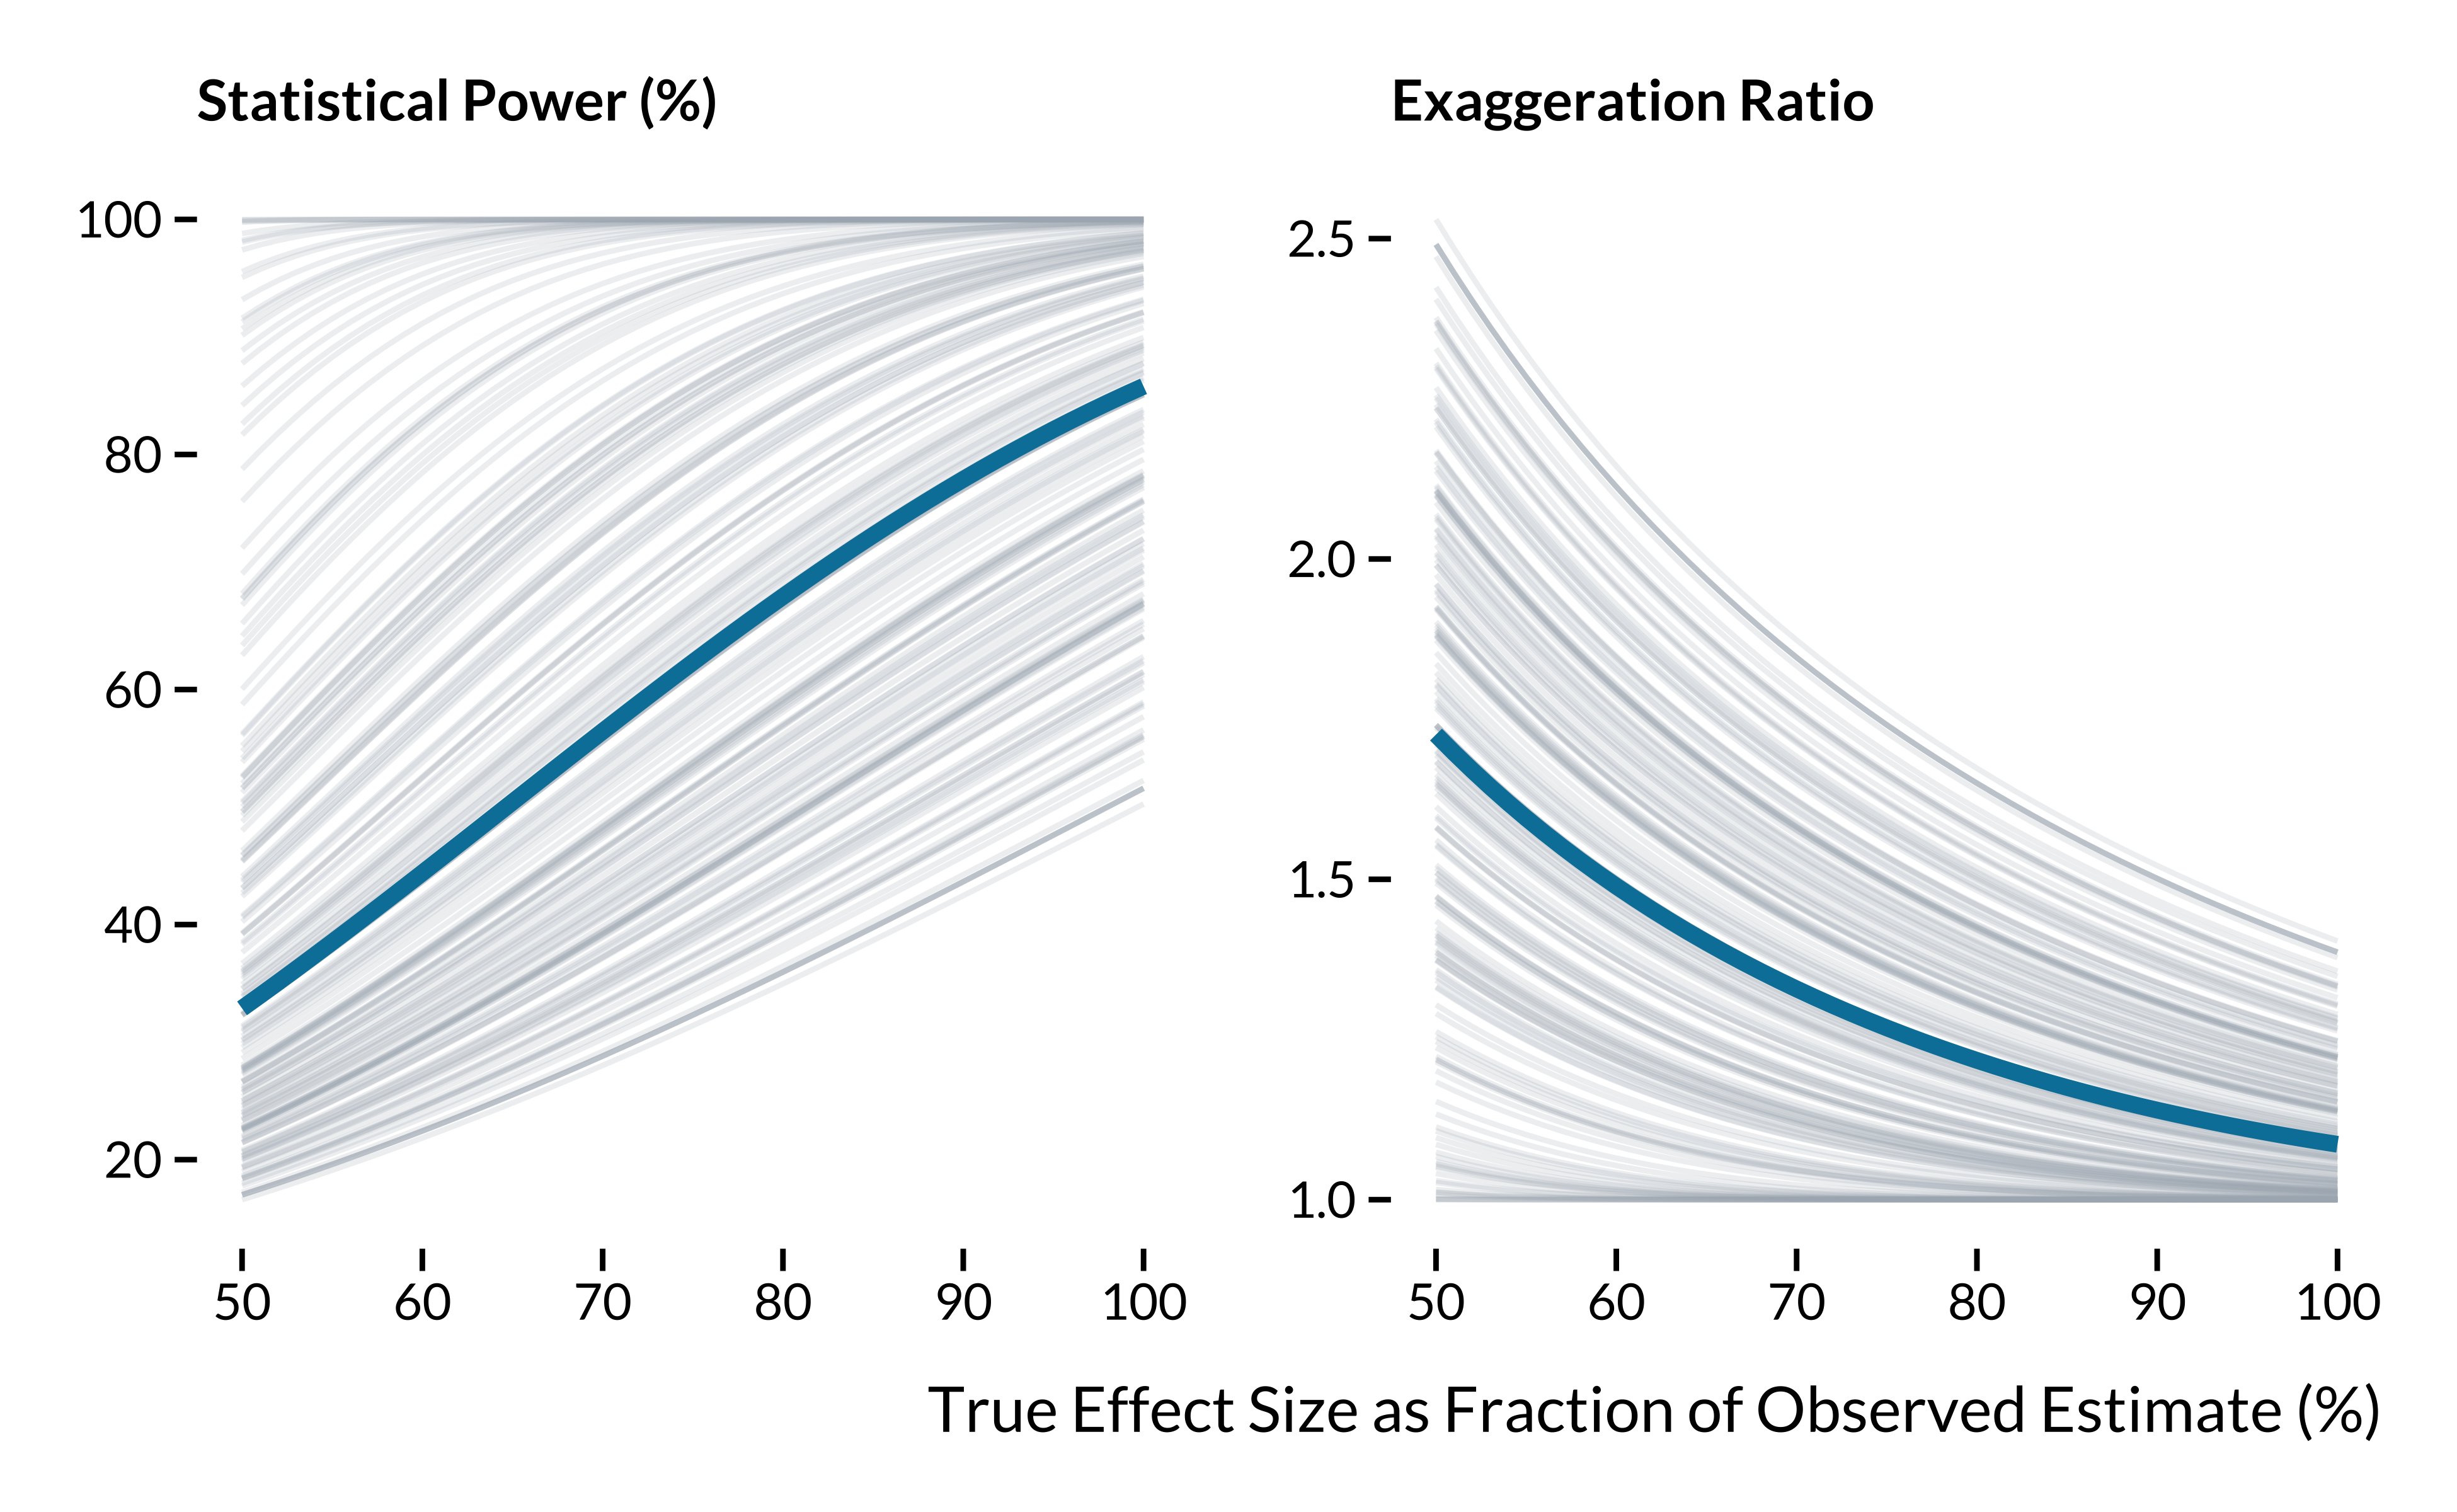 Statistical Power (%)
100
80
60
40
20
50 60 70 80 90 100
Exaggeration Ratio
2.5
2.0
1.5
1.0
50 60 70 80 90 100
True Effect Size as Fraction of Observed Estimate (%)